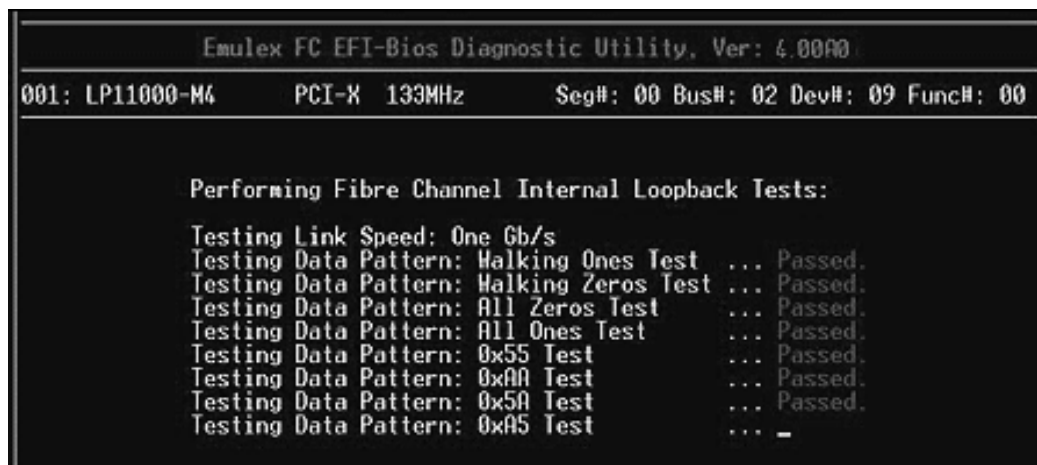 Emulex FC EFI-Bios Diagnostic Utility, Ver: 4.00A0
001: LP11000-M4 PCI-X 133MHz Seg#: 00 Bus#: 02 Dev#: 09 Func#: 00
Performing Fibre Channel Internal Loopback Tests:
Testing Link Speed: One Gb/s
Testing Data Pattern: Walking Ones Test ... Passed.
Testing Data Pattern: Walking Zeros Test ... Passed.
Testing Data Pattern: All Zeros Test ... Passed.
Testing Data Pattern: All Ones Test ... Passed.
Testing Data Pattern: 0x55 Test ... Passed.
Testing Data Pattern: 0xAA Test ... Passed.
Testing Data Pattern: 0x5A Test ... Passed.
Testing Data Pattern: 0xA5 Test ... _